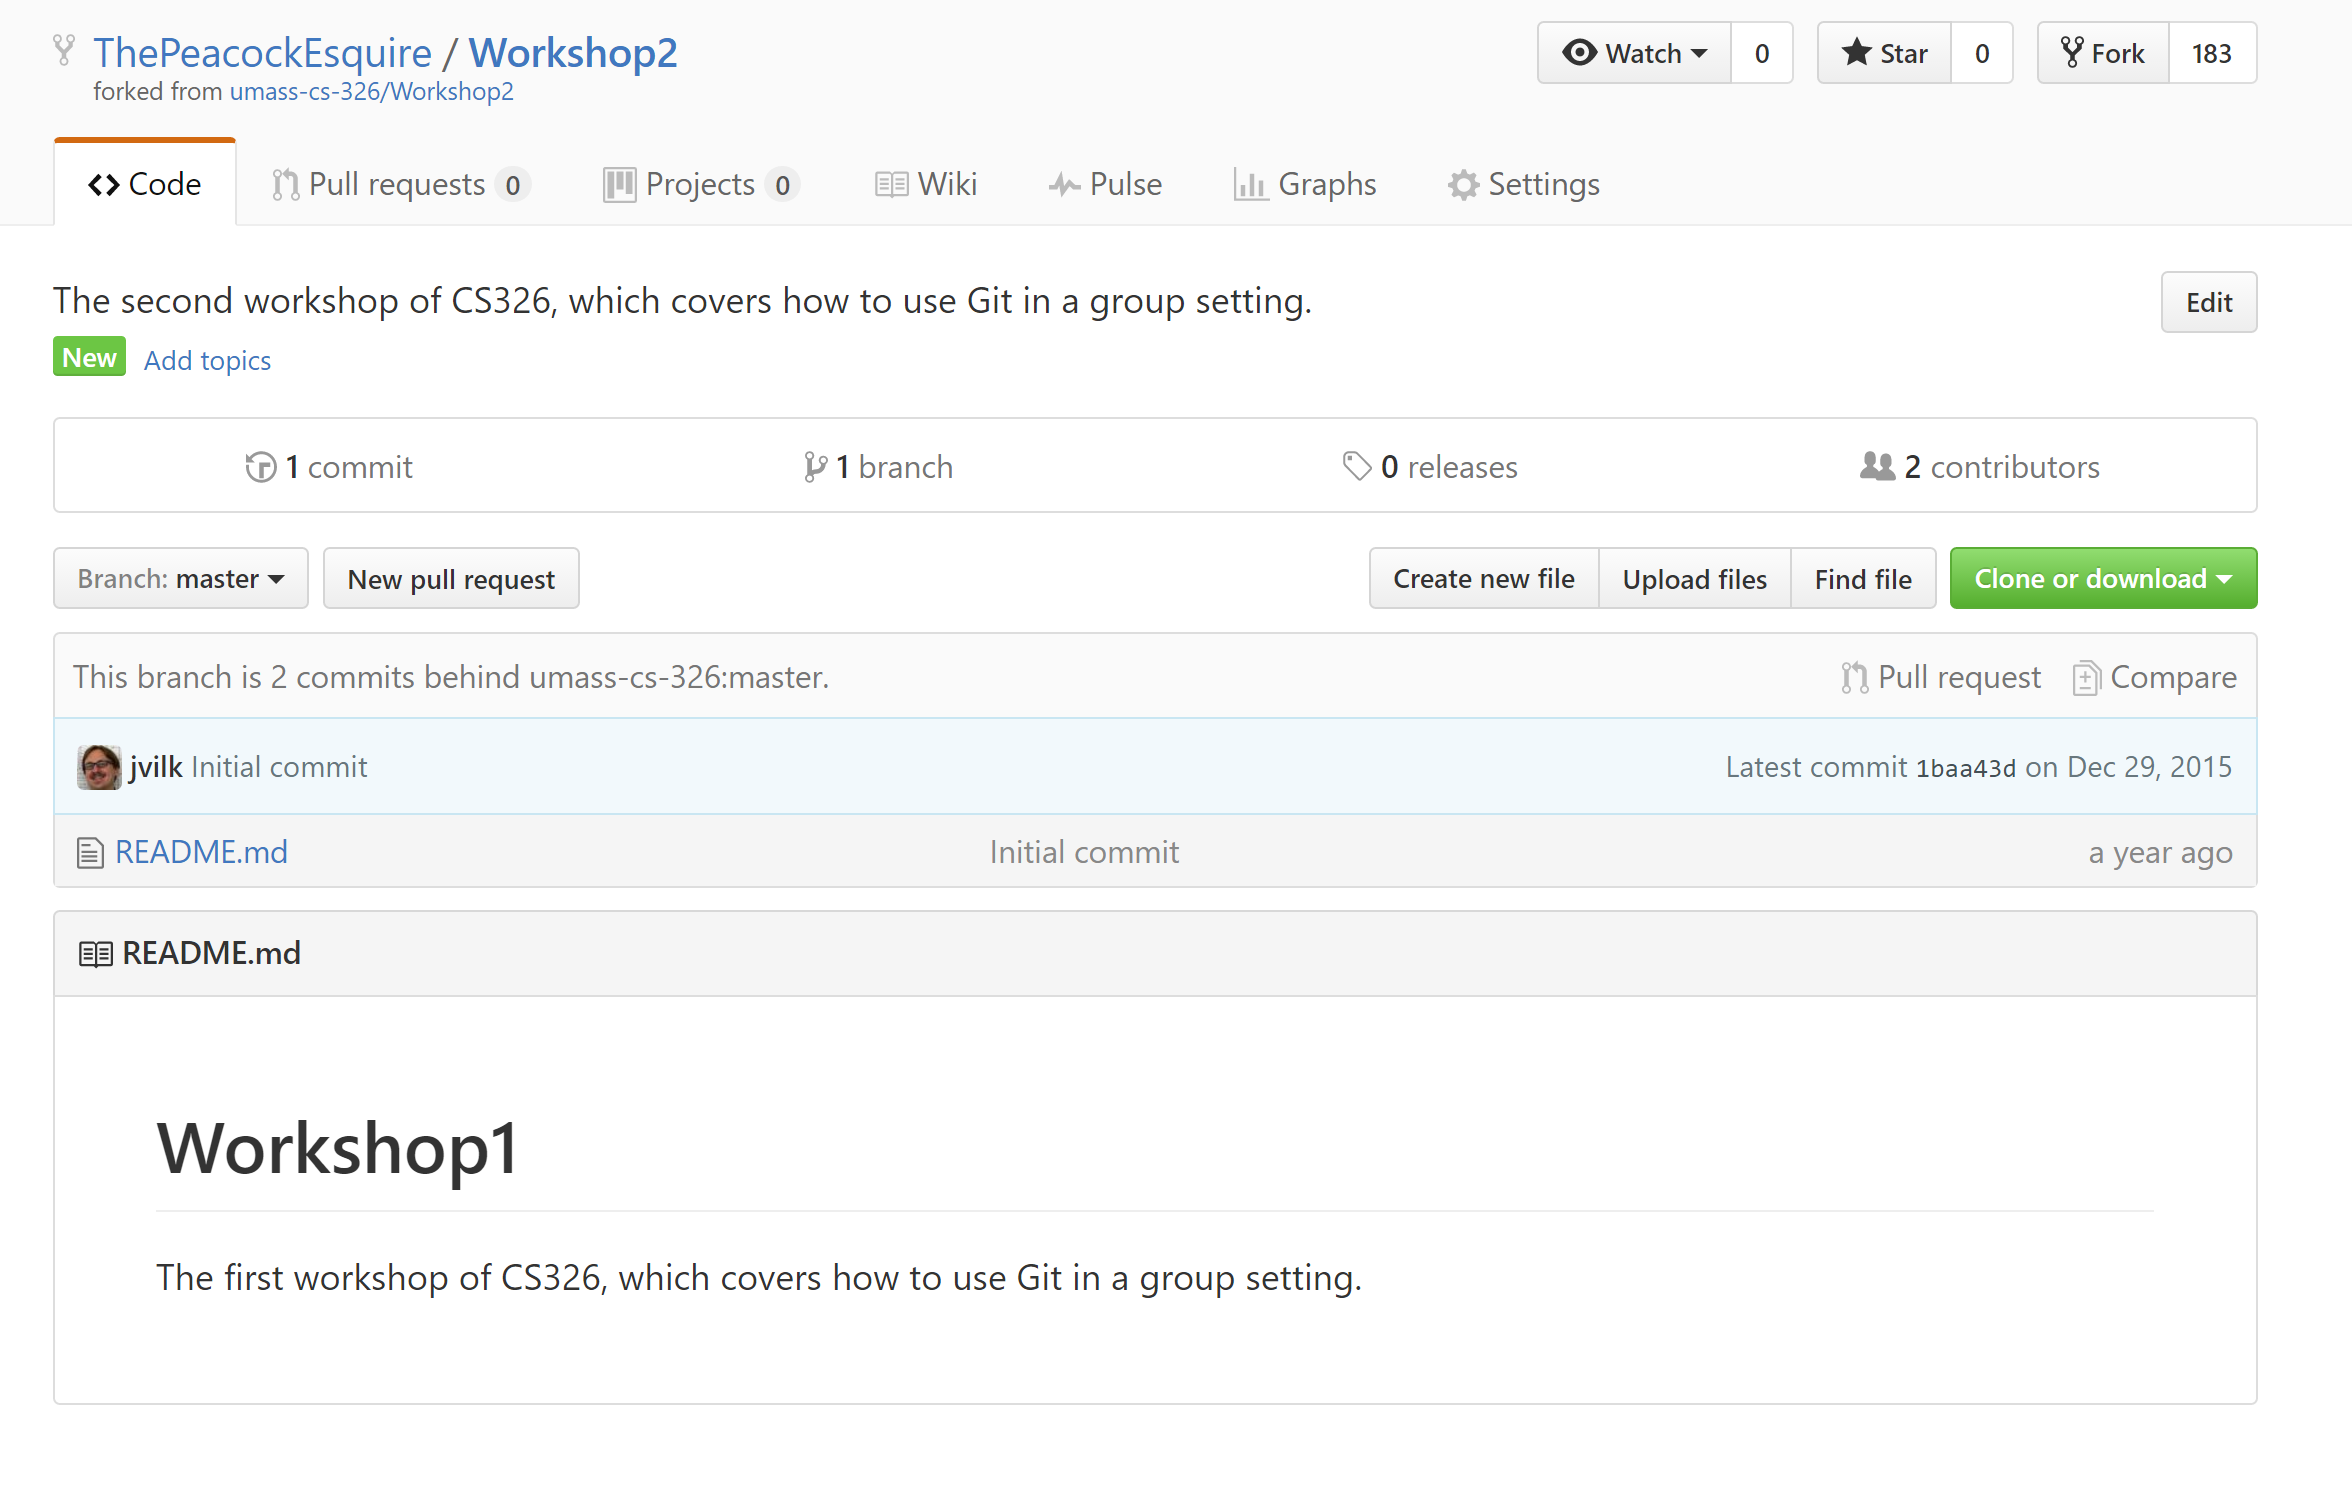 ThePeacockEsquire / Workshop2
forked from umass-cs-326/Workshop2
Watch 0 Star 0 Fork 183
Code Pull requests 0 Projects 0 Wiki Pulse Graphs Settings
The second workshop of CS326, which covers how to use Git in a group setting.
Edit
New Add topics
1 commit 1 branch 0 releases 2 contributors
Branch: master New pull request Create new file Upload files Find file Clone or download
This branch is 2 commits behind umass-cs-326:master. Pull request Compare
jvilk Initial commit Latest commit 1baa43d on Dec 29, 2015
README.md Initial commit a year ago
README.md
Workshop1
The first workshop of CS326, which covers how to use Git in a group setting.